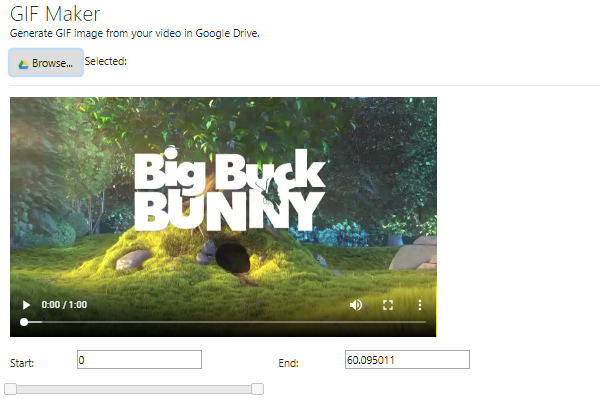 GIF Maker
Generate GIF image from your video in Google Drive.
Browse... Selected:
Big Buck
BUNNY
0:00 / 1:00
Start: 0 End: 60.095011